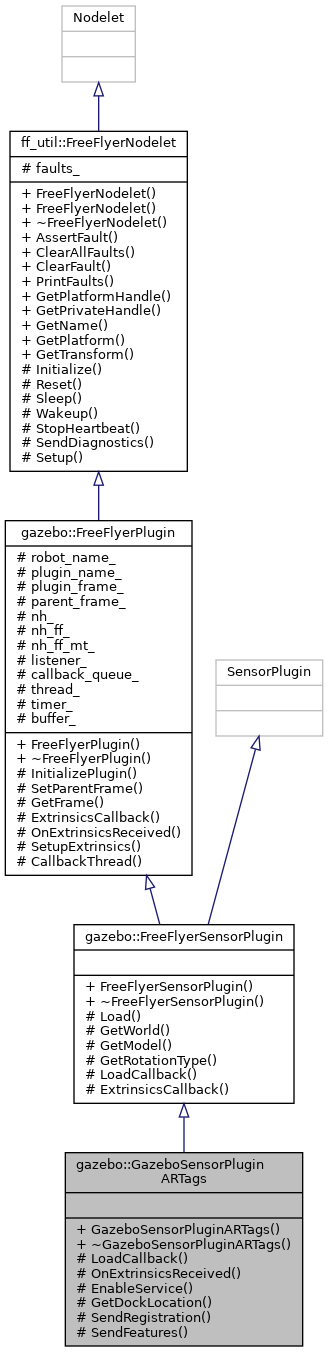 Nodelet
ff_util::FreeFlyerNodelet
# faults_
+ FreeFlyerNodelet()
+ FreeFlyerNodelet()
+ ~FreeFlyerNodelet()
+ AssertFault()
+ ClearAllFaults()
+ ClearFault()
+ PrintFaults()
+ GetPlatformHandle()
+ GetPrivateHandle()
+ GetName()
+ GetPlatform()
+ GetTransform()
# Initialize()
# Reset()
# Sleep()
# Wakeup()
# StopHeartbeat()
# SendDiagnostics()
# Setup()
gazebo::FreeFlyerPlugin
# robot_name_
# plugin_name_
# plugin_frame_
# parent_frame_
# nh_
# nh_ff_
# nh_ff_mt_
# listener_
# callback_queue_
# thread_
# timer_
# buffer_
+ FreeFlyerPlugin()
+ ~FreeFlyerPlugin()
# InitializePlugin()
# SetParentFrame()
# GetFrame()
# ExtrinsicsCallback()
# OnExtrinsicsReceived()
# SetupExtrinsics()
# CallbackThread()
SensorPlugin
gazebo::FreeFlyerSensorPlugin
+ FreeFlyerSensorPlugin()
+ ~FreeFlyerSensorPlugin()
# Load()
# GetWorld()
# GetModel()
# GetRotationType()
# LoadCallback()
# ExtrinsicsCallback()
gazebo::GazeboSensorPlugin
ARTags
+ GazeboSensorPluginARTags()
+ ~GazeboSensorPluginARTags()
# LoadCallback()
# OnExtrinsicsReceived()
# EnableService()
# GetDockLocation()
# SendRegistration()
# SendFeatures()